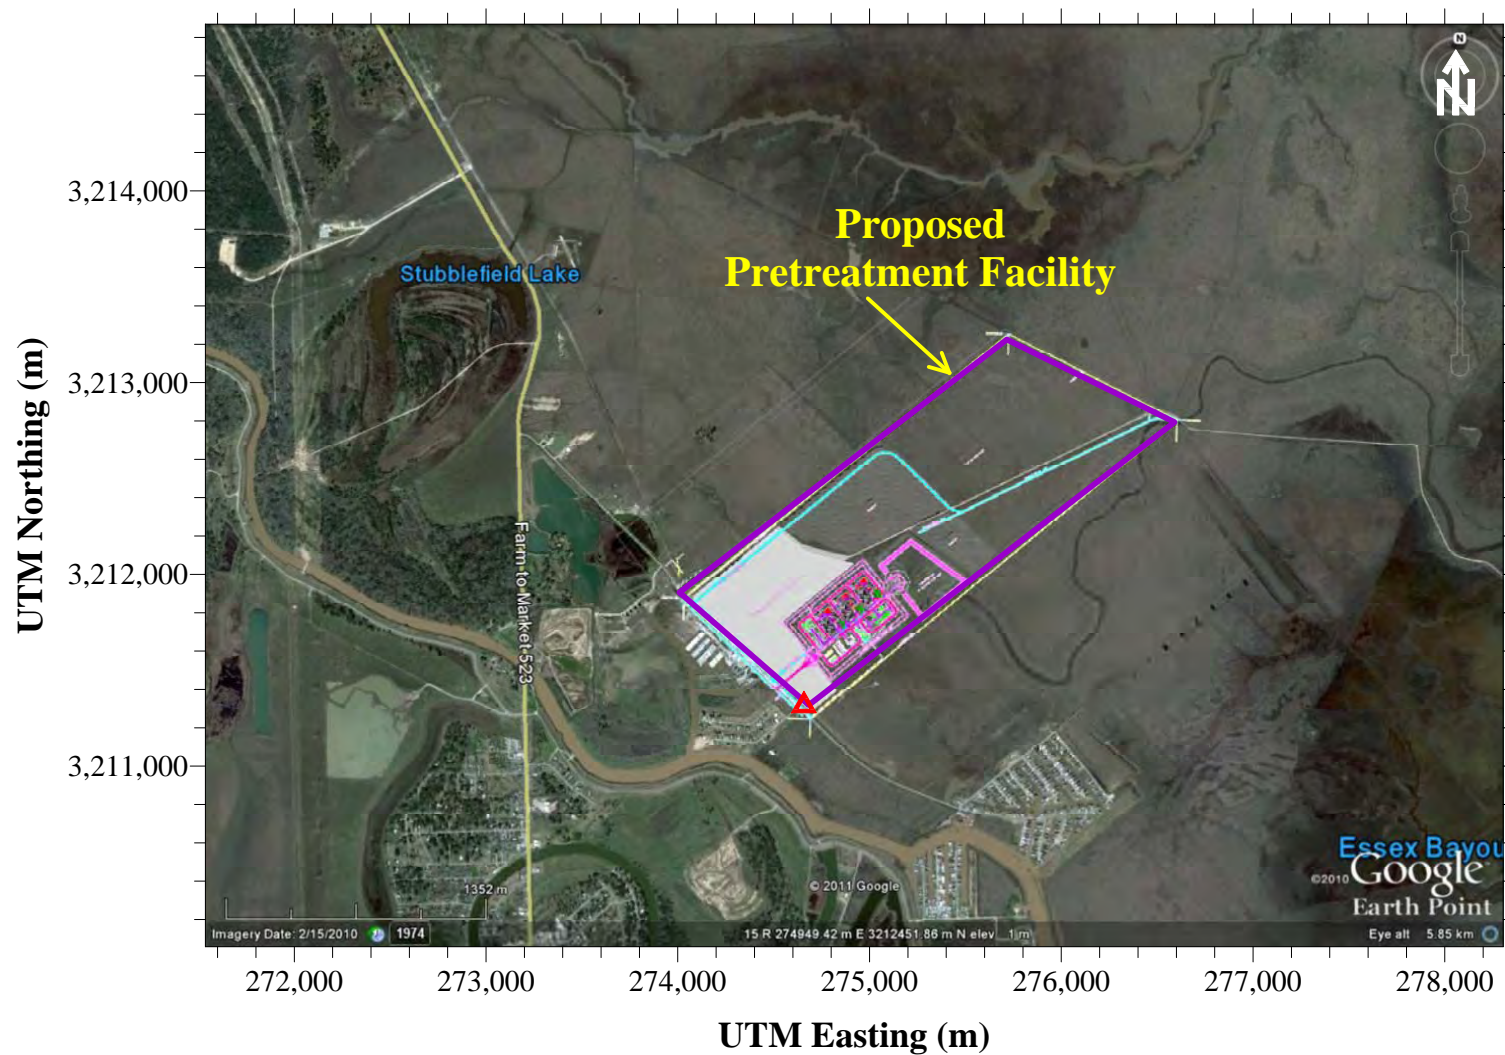 N
N
3,214,000
3,213,000
3,212,000
3,211,000
UTM Northing (m)
Proposed
Pretreatment Facility
Stubblefield Lake
Farm to Market 523
Essex Bayou
©2010 Google
Earth Point
© 2011 Google
1352 m
Imagery Date: 2/15/2010 1974
15 R 274949.42 m E 3212451.86 m N elev 1 m
Eye alt 5.85 km
272,000 273,000 274,000 275,000 276,000 277,000 278,000
UTM Easting (m)